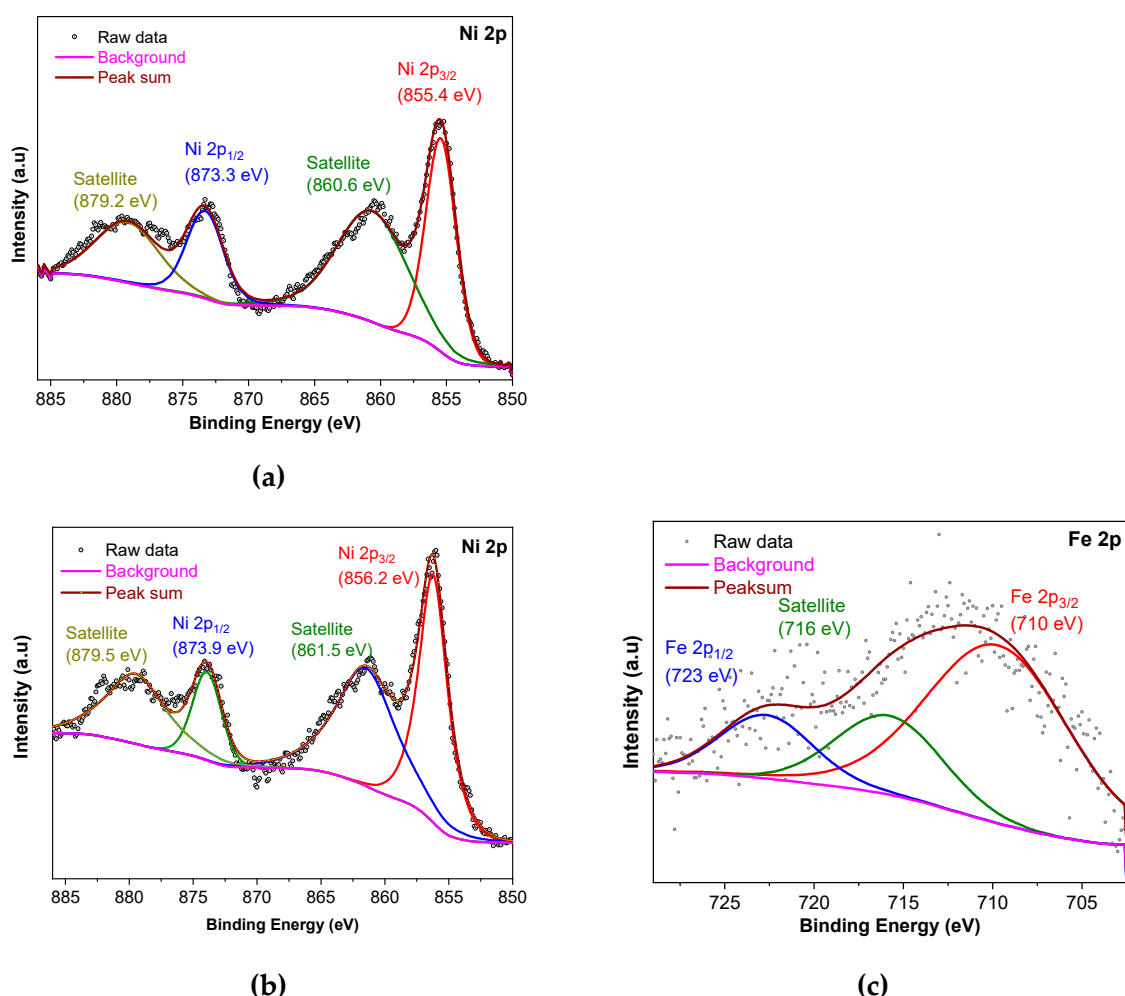 Raw data
Background
Peak sum
Ni 2p
Ni 2p3/2
(855.4 eV)
Ni 2p1/2
(873.3 eV)
Satellite
(860.6 eV)
Satellite
(879.2 eV)
Intensity (a.u)
885 880 875 870 865 860 855 850
Binding Energy (eV)
(a)
Raw data
Background
Peak sum
Ni 2p
Ni 2p3/2
(856.2 eV)
Satellite
(879.5 eV)
Ni 2p1/2
(873.9 eV)
Satellite
(861.5 eV)
Intensity (a.u)
885 880 875 870 865 860 855 850
Binding Energy (eV)
(b)
Raw data
Background
Peaksum
Fe 2p
Fe 2p3/2
(710 eV)
Satellite
(716 eV)
Fe 2p1/2
(723 eV)
Intensity (a.u)
725 720 715 710 705
Binding Energy (eV)
(c)